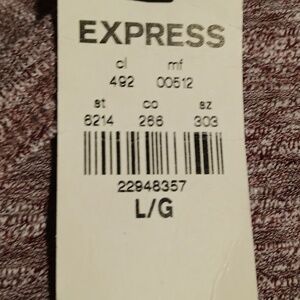 EXPRESS
cl mf
492 00512
st co sz
6214 266 303
22948357
L/G